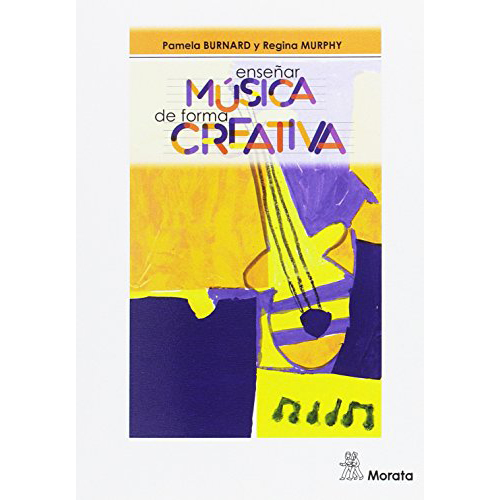 Pamela BURNARD y Regina MURPHY
enseñar
MÚSICA
de forma
CREATIVA
Morata